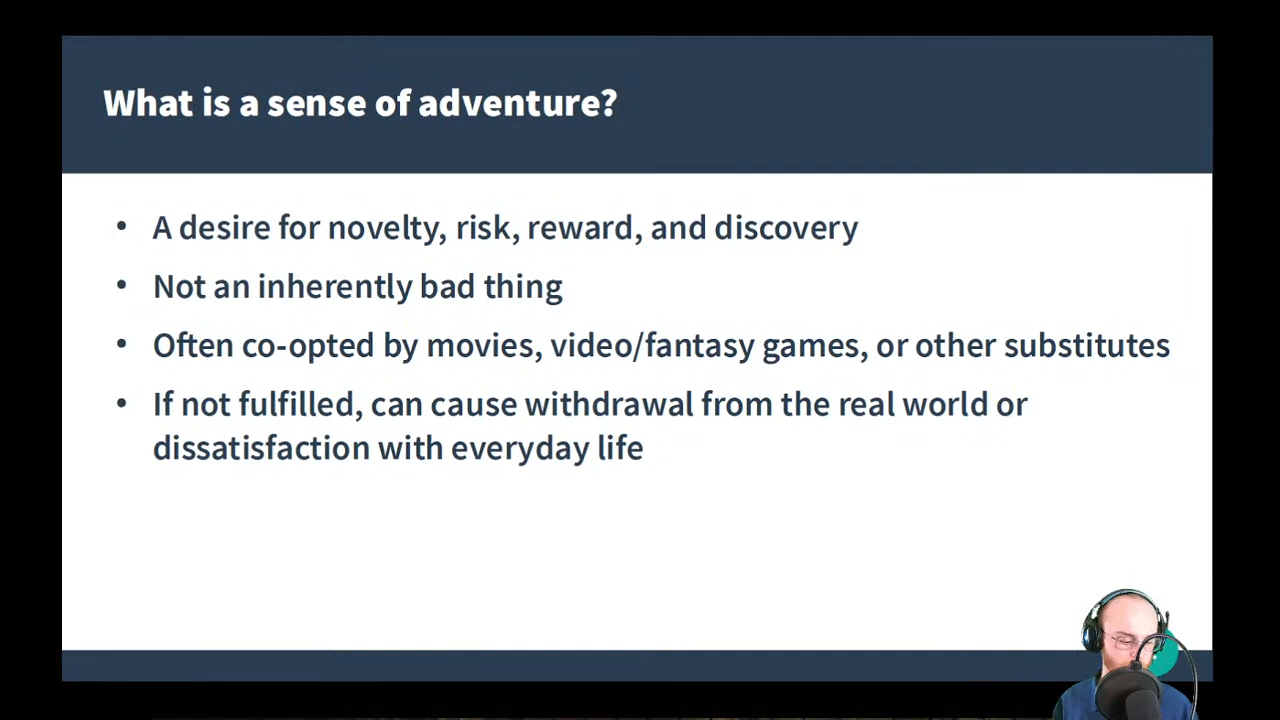 What is a sense of adventure?
• A desire for novelty, risk, reward, and discovery
• Not an inherently bad thing
• Often co-opted by movies, video/fantasy games, or other substitutes
• If not fulfilled, can cause withdrawal from the real world or
dissatisfaction with everyday life